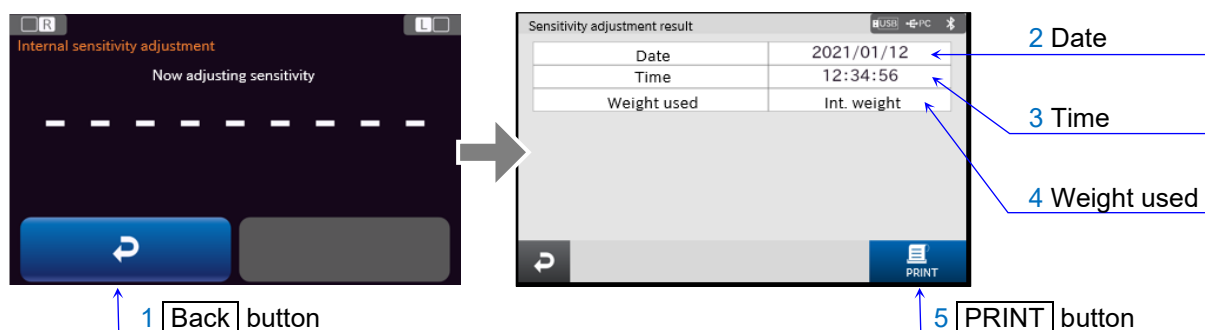 R
L
Internal sensitivity adjustment
Now adjusting sensitivity
1 Back button
Sensitivity adjustment result
USB PC
Date 2021/01/12
Time 12:34:56
Weight used Int. weight
PRINT
2 Date
3 Time
4 Weight used
5 PRINT button